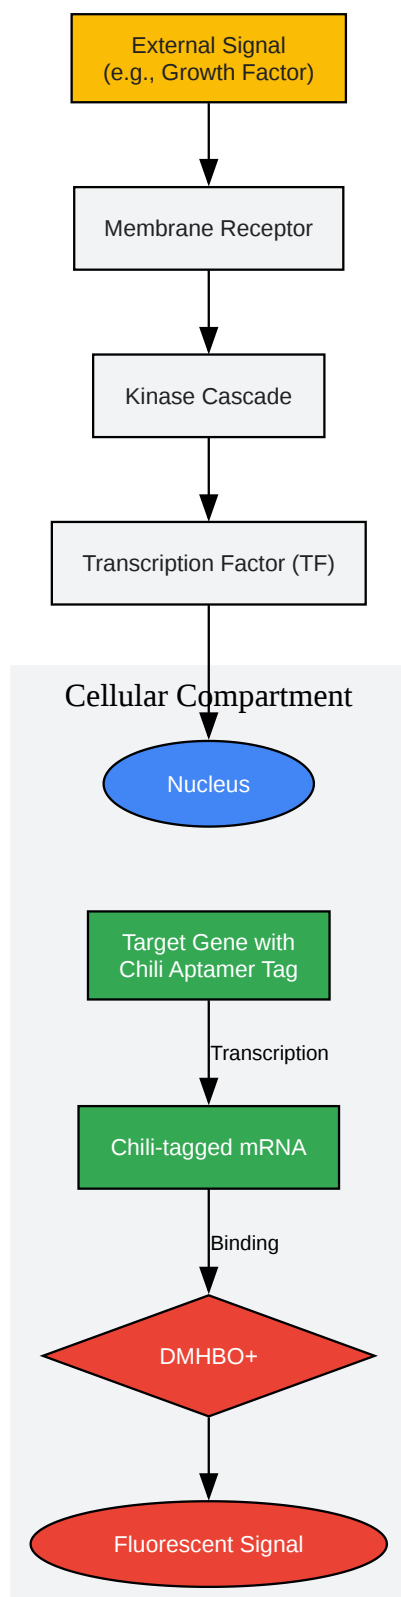 External Signal
(e.g., Growth Factor)
Membrane Receptor
Kinase Cascade
Transcription Factor (TF)
Cellular Compartment
Nucleus
Target Gene with
Chili Aptamer Tag
Transcription
Chili-tagged mRNA
Binding
DMHBO+
Fluorescent Signal